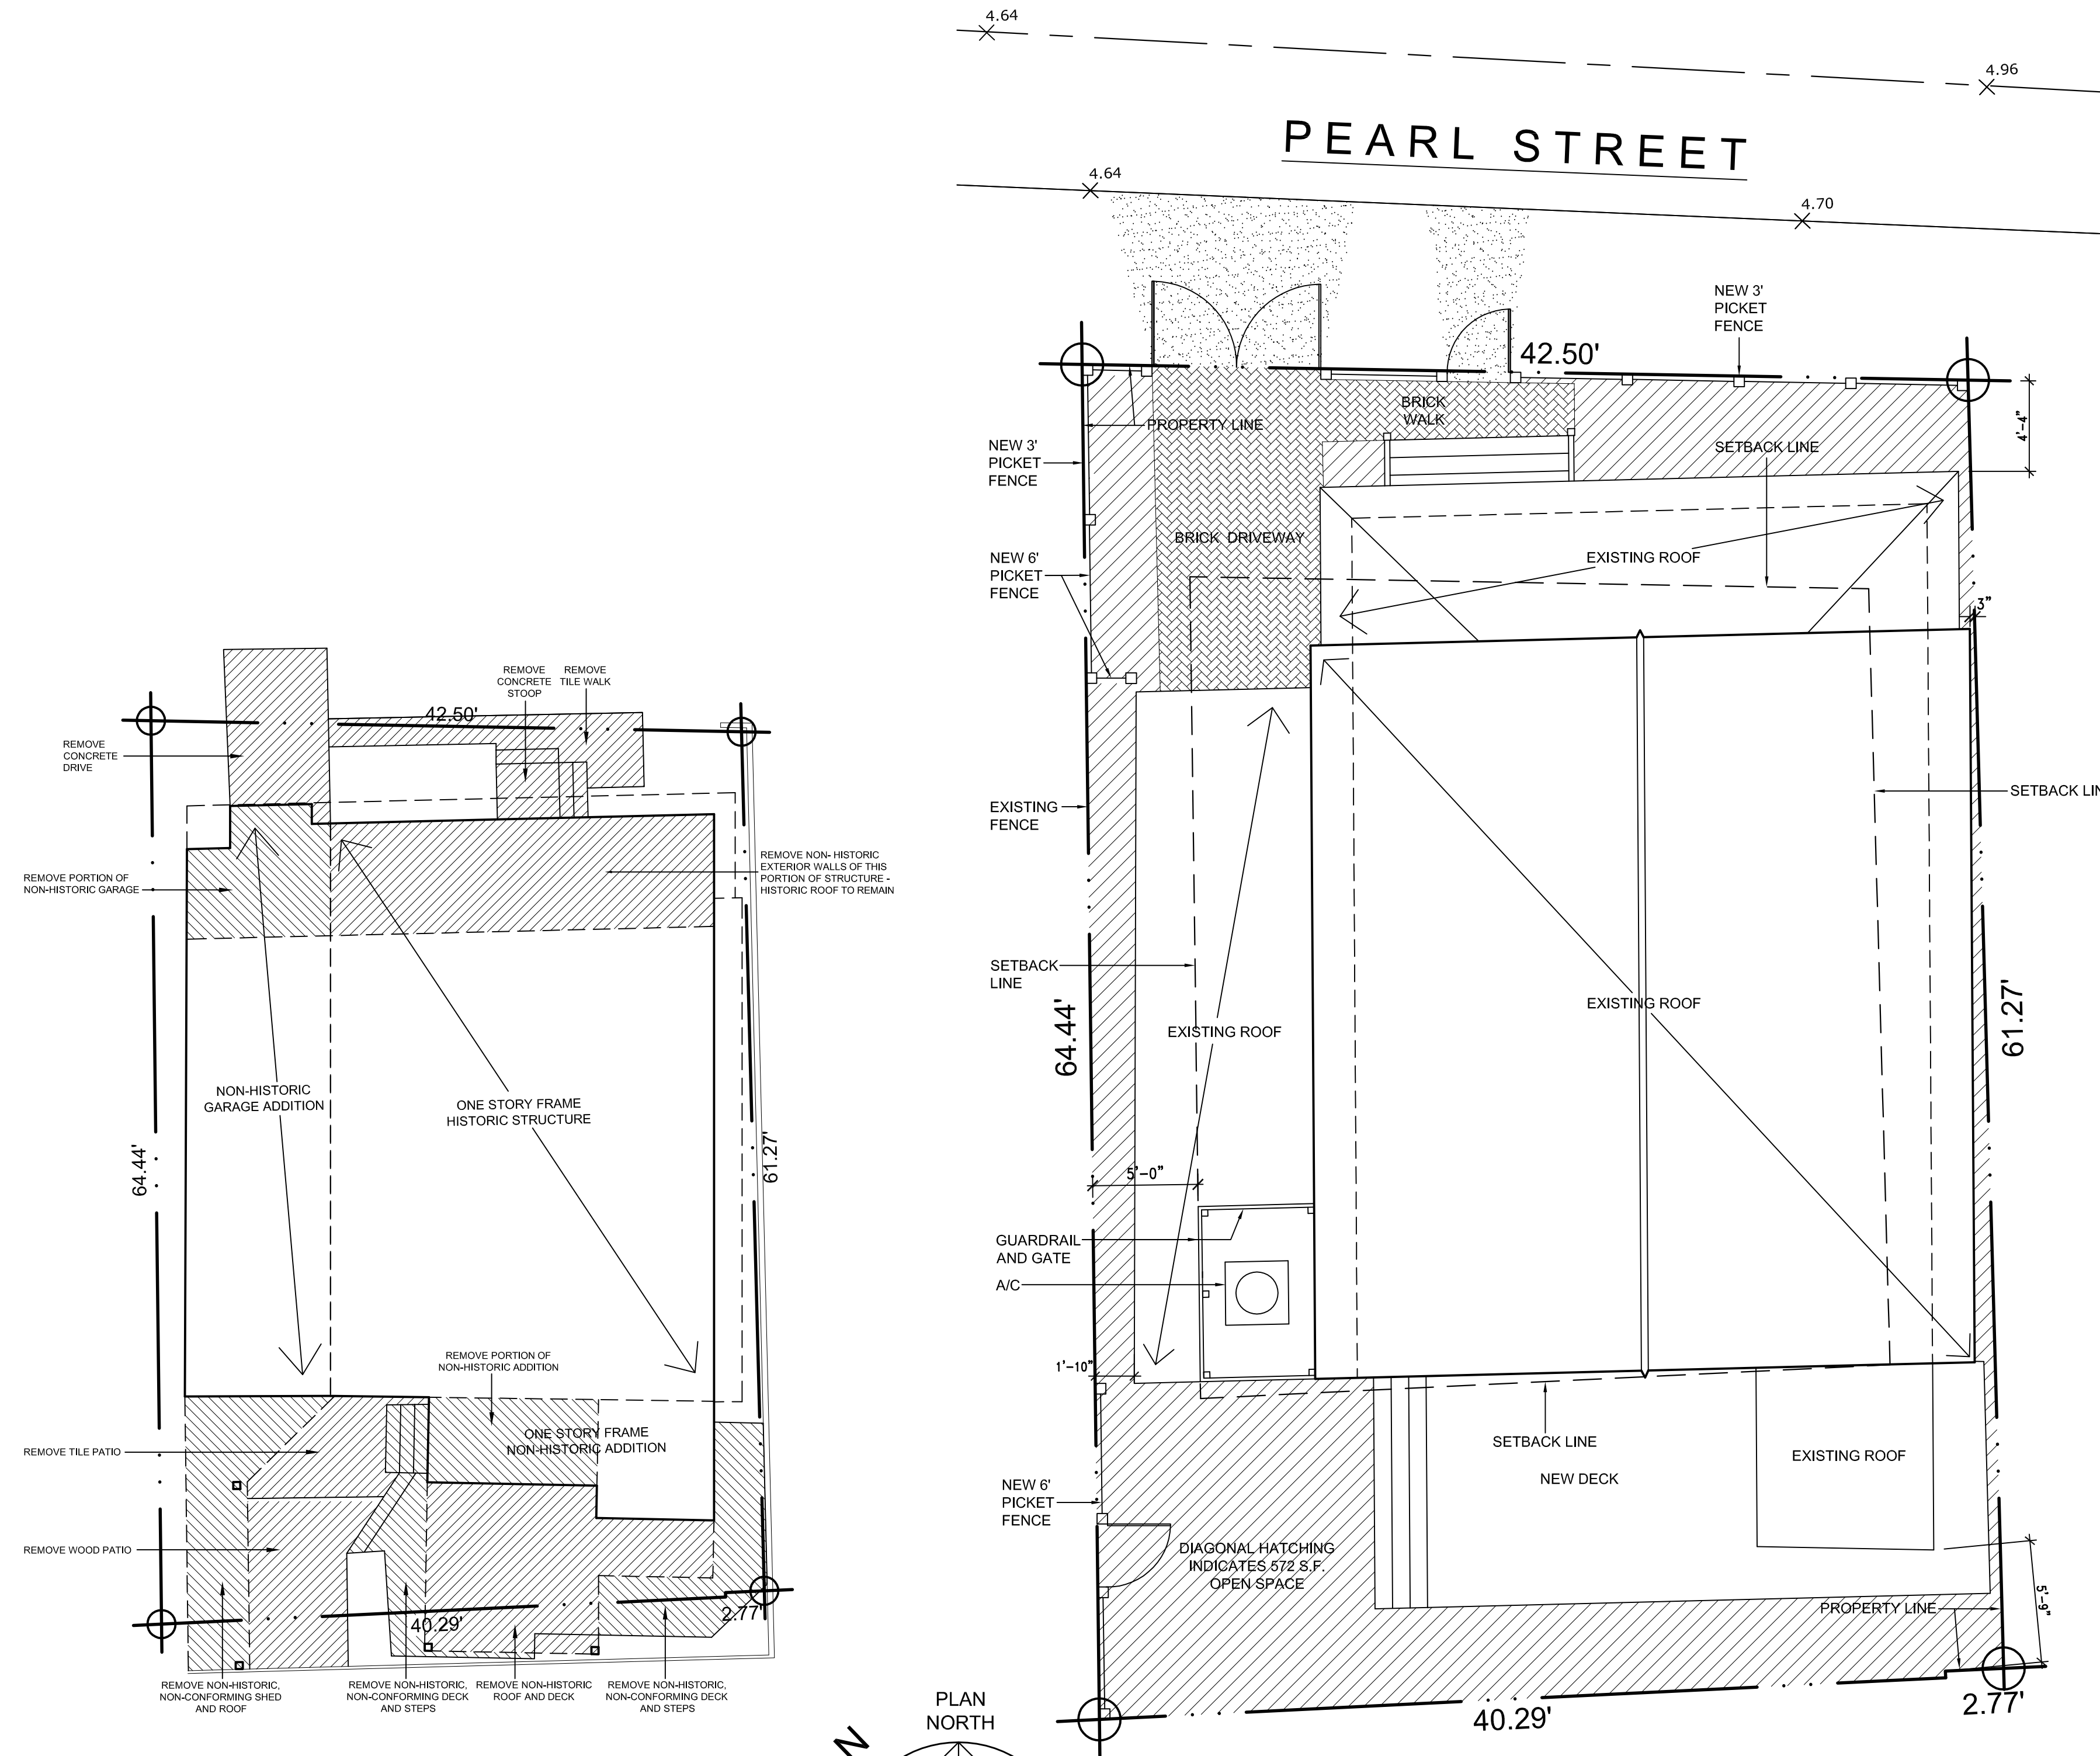 4.64
4.96
PEARL STREET
4.64
4.70
NEW 3'
PICKET
FENCE
42.50'
BRICK
WALK
PROPERTY LINE
4'-4"
NEW 3'
PICKET
FENCE
SETBACK LINE
BRICK DRIVEWAY
EXISTING ROOF
NEW 6'
PICKET
FENCE
3"
SETBACK
EXISTING
FENCE
SETBACK
LINE
EXISTING ROOF
EXISTING ROOF
64.44'
61.27'
5'-0"
GUARDRAIL
AND GATE
A/C
1'-10"
SETBACK LINE
NEW DECK
EXISTING ROOF
NEW 6'
PICKET
FENCE
DIAGONAL HATCHING
INDICATES 572 S.F.
OPEN SPACE
5'-9"
PROPERTY LINE
40.29'
2.77'
PLAN
NORTH
N
REMOVE
CONCRETE
STOOP
REMOVE
TILE WALK
42.50'
REMOVE
CONCRETE
DRIVE
REMOVE PORTION OF
NON-HISTORIC GARAGE
REMOVE NON- HISTORIC
EXTERIOR WALLS OF THIS
PORTION OF STRUCTURE -
HISTORIC ROOF TO REMAIN
NON-HISTORIC
GARAGE ADDITION
ONE STORY FRAME
HISTORIC STRUCTURE
64.44'
61.27'
REMOVE PORTION OF
NON-HISTORIC ADDITION
ONE STORY FRAME
NON-HISTORIC ADDITION
REMOVE TILE PATIO
REMOVE WOOD PATIO
40.29'
2.77'
REMOVE NON-HISTORIC,
NON-CONFORMING SHED
AND ROOF
REMOVE NON-HISTORIC,
NON-CONFORMING DECK
AND STEPS
REMOVE NON-HISTORIC
ROOF AND DECK
REMOVE NON-HISTORIC,
NON-CONFORMING DECK
AND STEPS